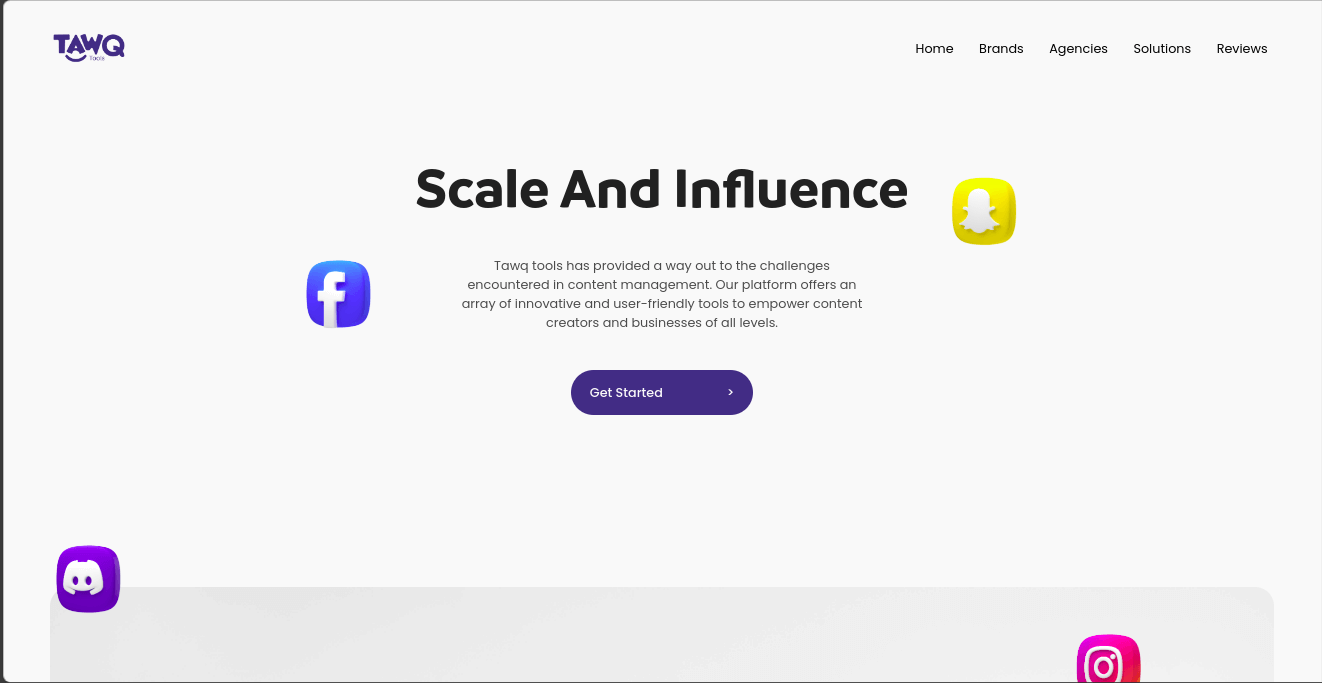 TAWQ
Tools
Home Brands Agencies Solutions Reviews
Scale And Influence
Tawq tools has provided a way out to the challenges
encountered in content management. Our platform offers an
array of innovative and user-friendly tools to empower content
creators and businesses of all levels.
Get Started >